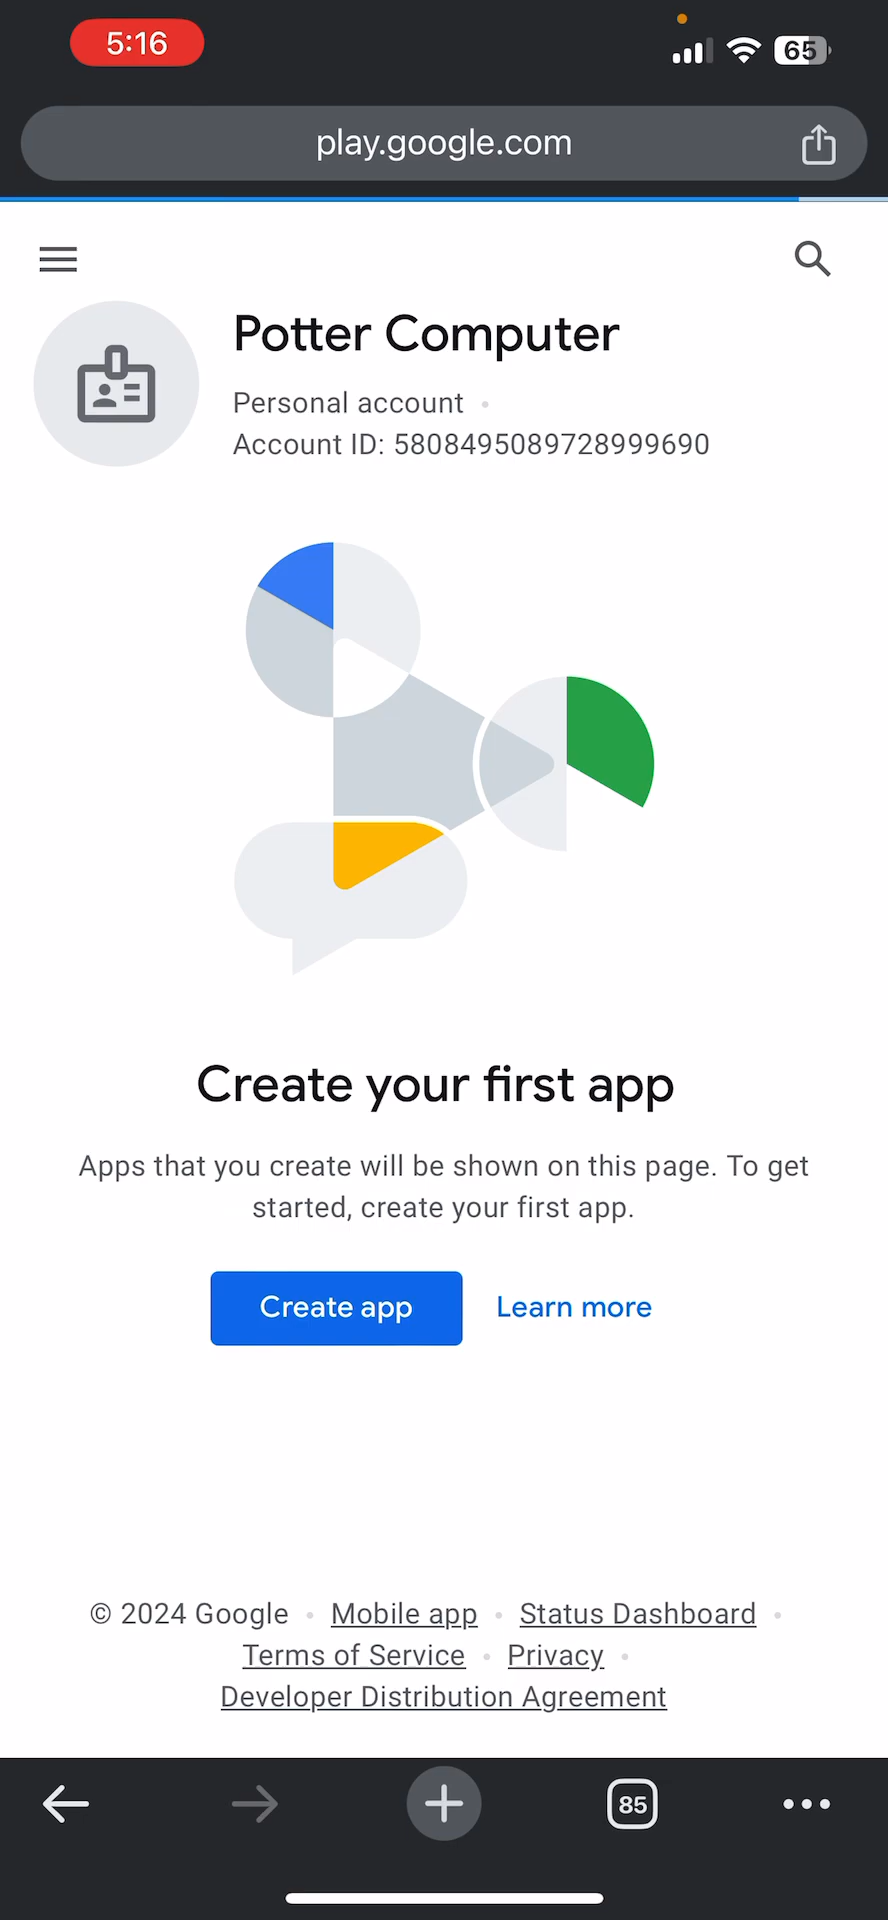 5:16
65
play.google.com
Potter Computer
Personal account
Account ID: 5808495089728999690
Create your first app
Apps that you create will be shown on this page. To get
started, create your first app.
Create app
Learn more
© 2024 Google • Mobile app • Status Dashboard •
Terms of Service • Privacy •
Developer Distribution Agreement
85